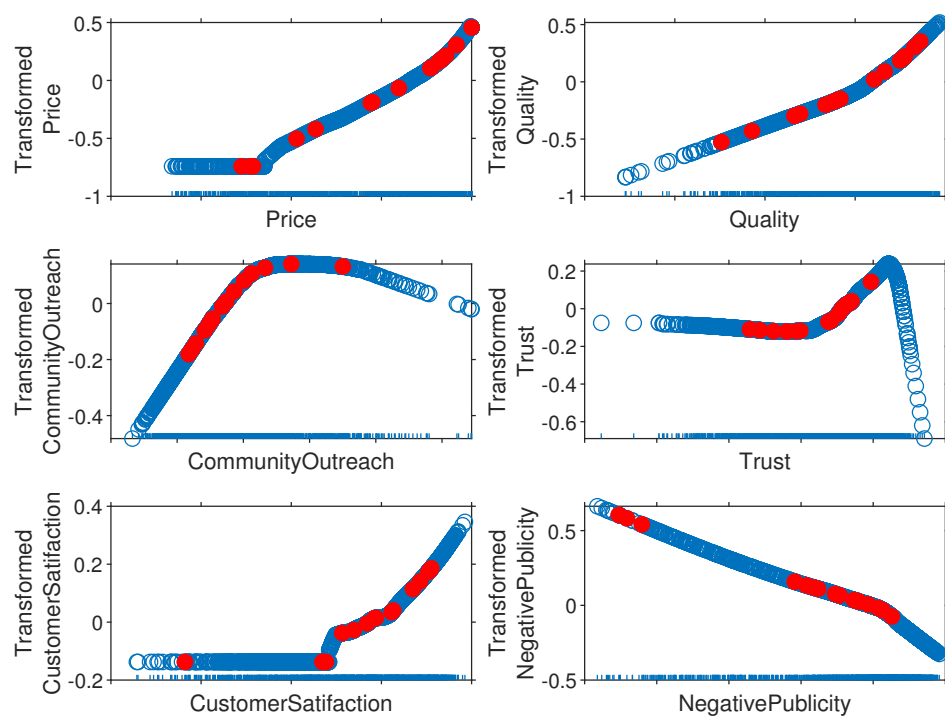 0.5
0
-0.5
-1
Transformed
Price
Price
0.5
0
-0.5
-1
Transformed
Quality
Quality
0
-0.2
-0.4
Transformed
CommunityOutreach
CommunityOutreach
0.2
0
-0.2
-0.4
-0.6
Transformed
Trust
Trust
0.4
0.2
0
-0.2
Transformed
CustomerSatifaction
CustomerSatifaction
0.5
0
-0.5
Transformed
NegativePublicity
NegativePublicity